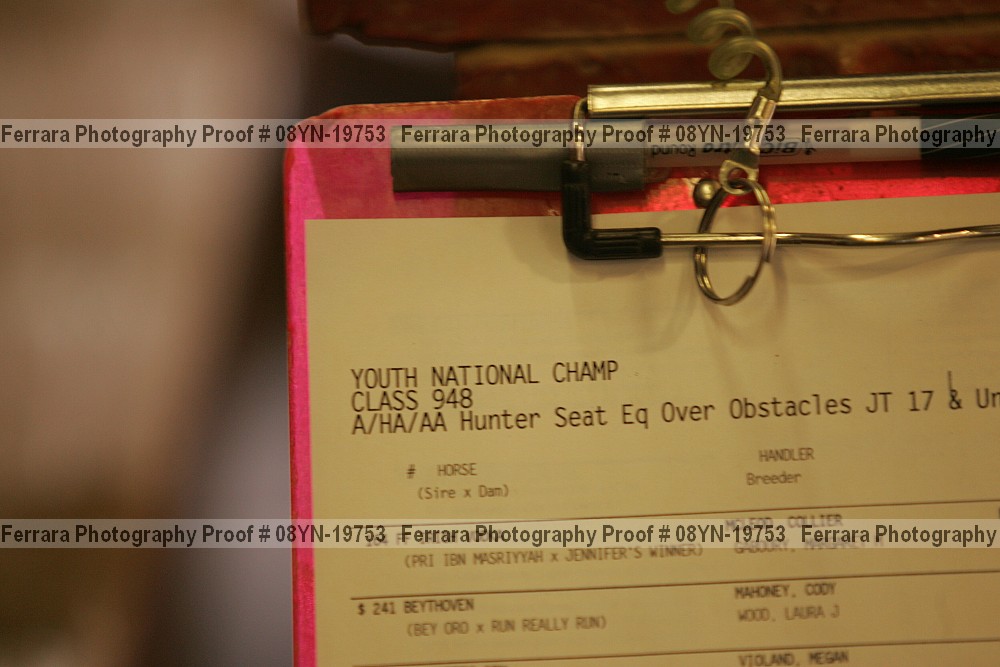 Ferrara Photography Proof # 08YN-19753 Ferrara Photography Proof # 08YN-19753 Ferrara Photography
Round BIC
YOUTH NATIONAL CHAMP
CLASS 948
A/HA/AA Hunter Seat Eq Over Obstacles JT 17 & Un
# HORSE HANDLER
(Sire x Dam) Breeder
Ferrara Photography Proof # 08YN-19753 Ferrara Photography Proof # 08YN-19753 Ferrara Photography
COLLIER
(PRI IBN MASRIYYAH x JENNIFER'S WINNER)
$ 241 BEYTHOVEN MAHONEY, CODY
(BEY ORO x RUN REALLY RUN) WOOD, LAURA J
VIOLAND, MEGAN